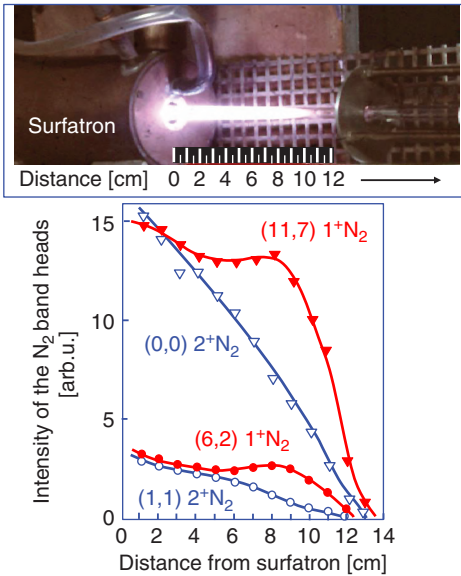 Surfatron
Distance [cm] 0 2 4 6 8 10 12
15
10
5
0
Intensity of the N₂ band heads
[arb.u.]
(11,7) 1⁺N₂
(0,0) 2⁺N₂
(6,2) 1⁺N₂
(1,1) 2⁺N₂
0 2 4 6 8 10 12 14
Distance from surfatron [cm]